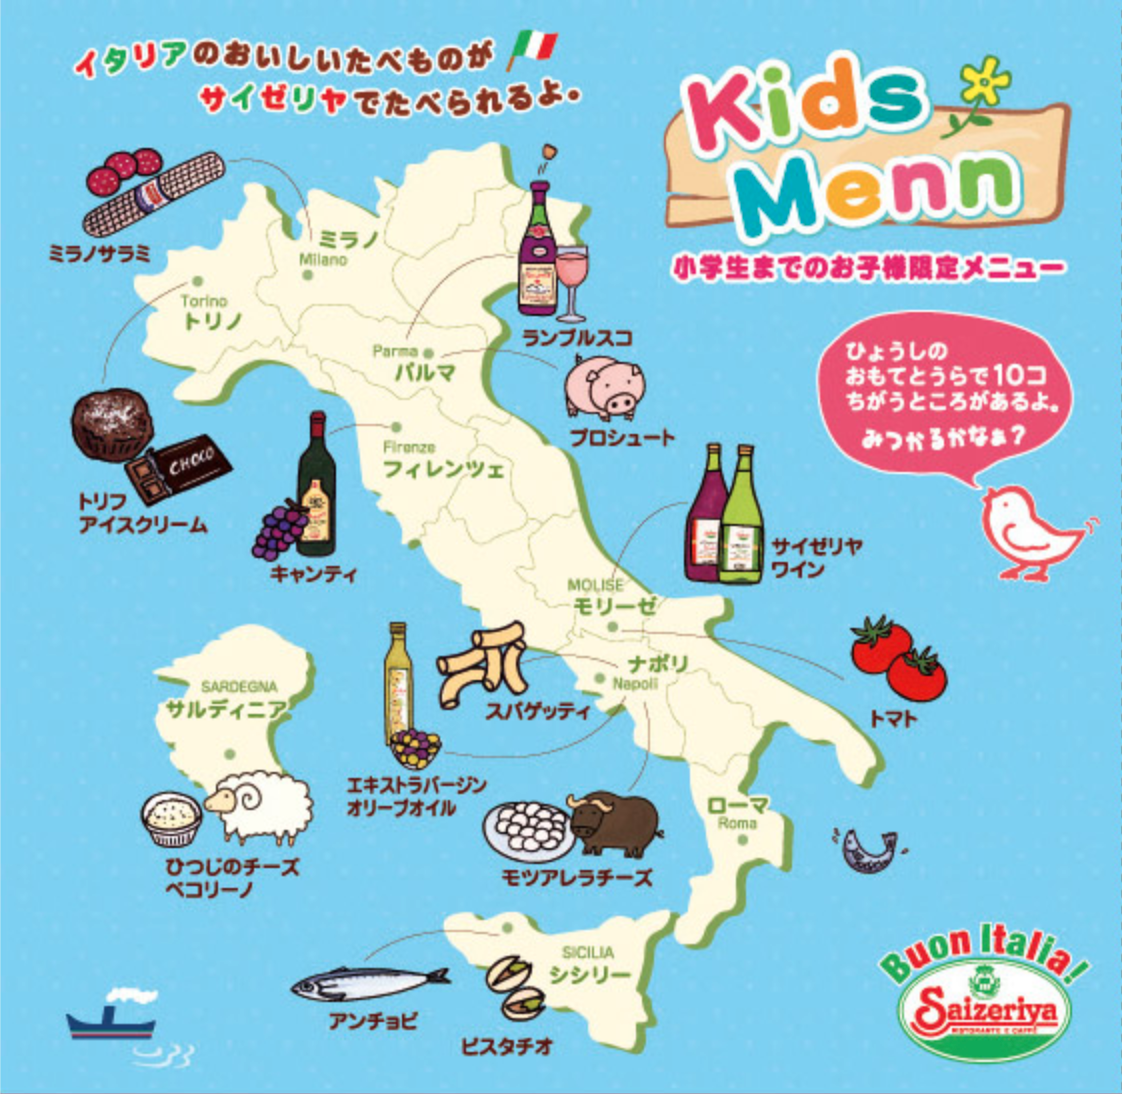 イタリアのおいしいたべものが
サイゼリヤでたべられるよ。
Kids
Menn
小学生までのお子様限定メニュー
ひょうしの
おもてとうらで10コ
ちがうところがあるよ。
みつかるかなぁ?
ミラノサラミ
ミラノ
Milano
Torino
トリノ
ランブルスコ
Parma
パルマ
プロシュート
Firenze
フィレンツェ
CHOCO
トリフ
アイスクリーム
キャンティ
サイゼリヤ
ワイン
MOLISE
モリーゼ
ナポリ
Napoli
トマト
スパゲッティ
SARDEGNA
サルディニア
エキストラバージン
オリーブオイル
ローマ
Roma
ひつじのチーズ
ペコリーノ
モツアレラチーズ
SICILIA
シシリー
アンチョビ
ピスタチオ
Buon Italia!
Saizeriya
RISTORANTE E CAFFÈ